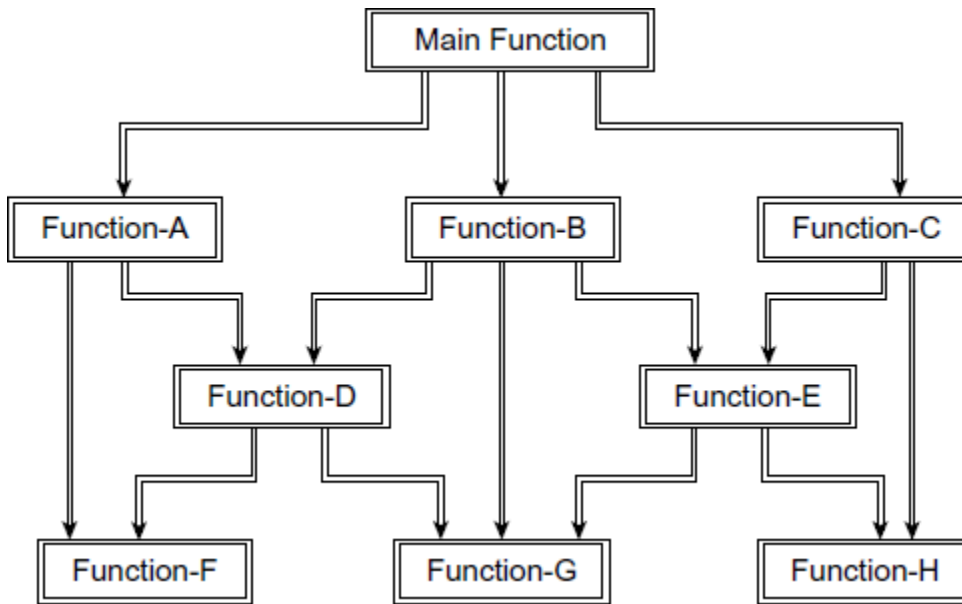 Main Function
Function-A
Function-B
Function-C
Function-D
Function-E
Function-F
Function-G
Function-H